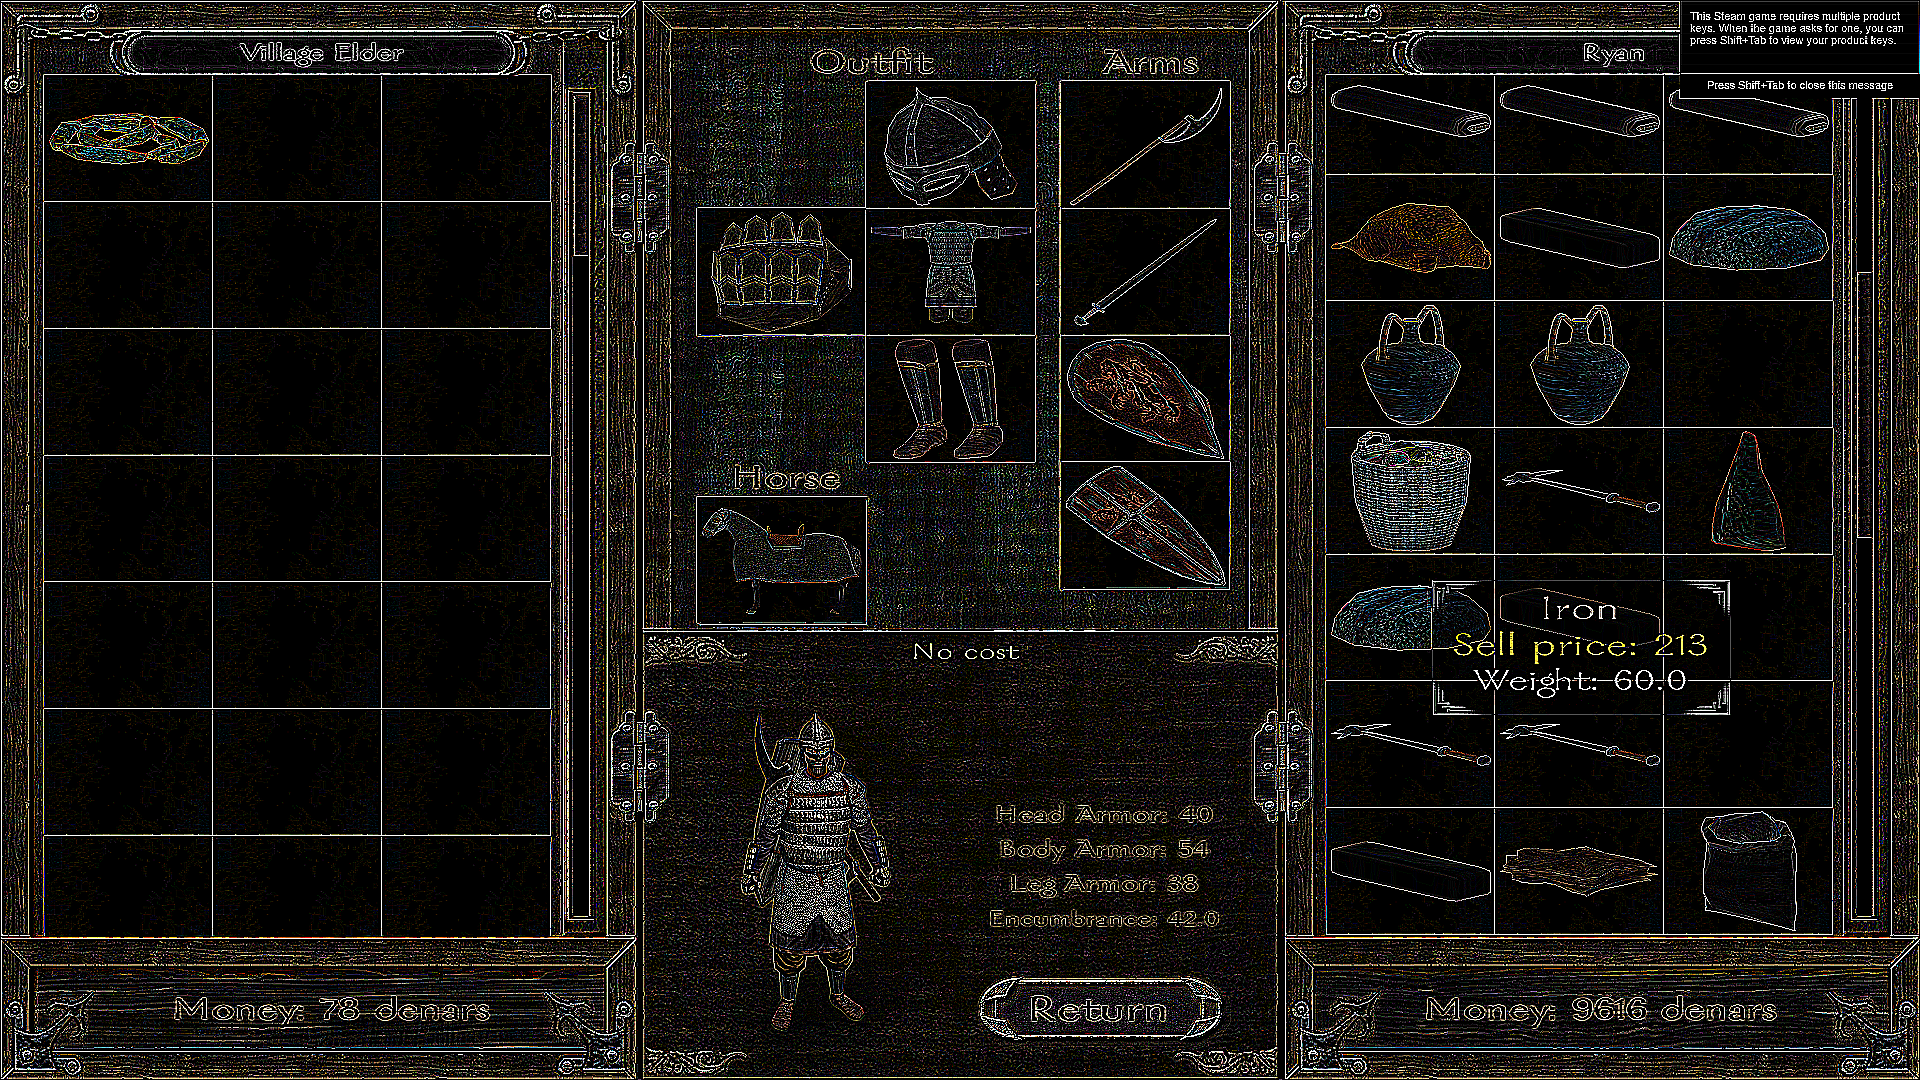 Village Elder
Outfit
Arms
Ryan
This Steam game requires multiple product
keys. When the game asks for one, you can
press Shift+Tab to view your product keys.
Press Shift+Tab to close this message
Horse
No cost
Iron
Sell price: 213
Weight: 60.0
Head Armor: 40
Body Armor: 54
Leg Armor: 38
Encumbrance: 42.0
Return
Money: 78 denars
Money: 9616 denars